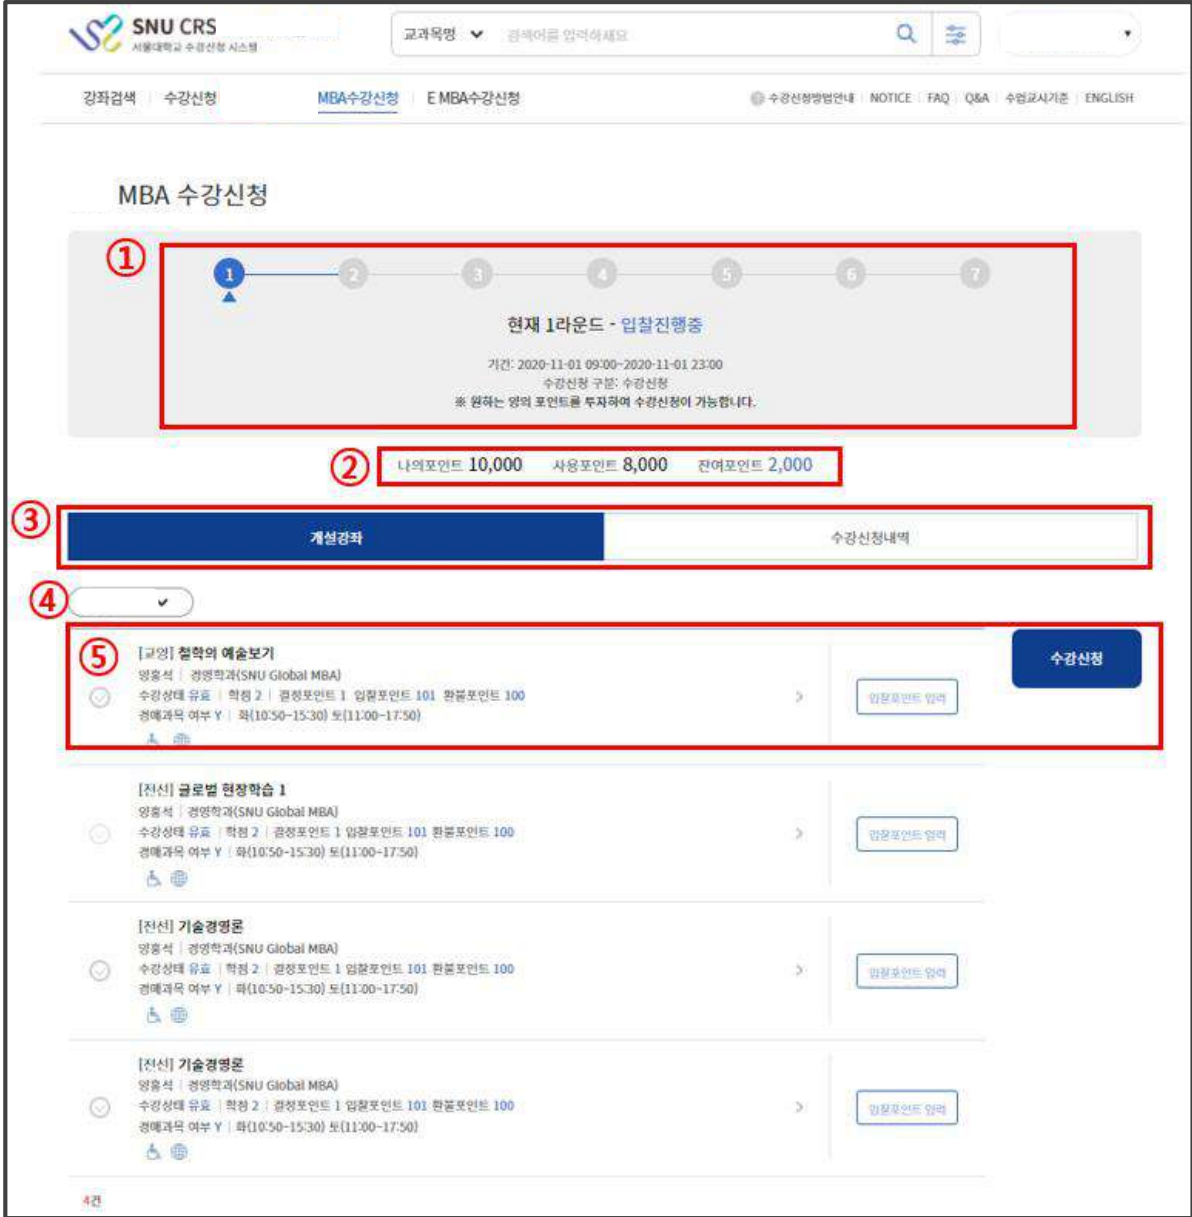 SNU CRS
서울대학교 수강신청 시스템
교과목명
검색어를 입력하세요
강좌검색 수강신청 MBA수강신청 E MBA수강신청
수강신청방법안내 NOTICE FAQ Q&A 수업교시기준 ENGLISH
MBA 수강신청
①
1 2 3 4 5 6 7
현재 1라운드 - 입찰진행중
기간: 2020-11-01 09:00~2020-11-01 23:00
수강신청 구분: 수강신청
※ 원하는 양의 포인트를 투자하여 수강신청이 가능합니다.
②
나의포인트 10,000 사용포인트 8,000 잔여포인트 2,000
③
개설강좌 수강신청내역
④
⑤
[교양] 철학의 예술보기
양홍석 | 경영학과(SNU Global MBA)
수강상태 유효 | 학점 2 | 결정포인트 1 입찰포인트 101 환불포인트 100
경매과목 여부 Y | 화(10:50~15:30) 토(11:00~17:50)
입찰포인트 입력
수강신청
[전선] 글로벌 현장학습 1
양홍석 | 경영학과(SNU Global MBA)
수강상태 유효 | 학점 2 | 결정포인트 1 입찰포인트 101 환불포인트 100
경매과목 여부 Y | 화(10:50~15:30) 토(11:00~17:50)
입찰포인트 입력
[전선] 기술경영론
양홍석 | 경영학과(SNU Global MBA)
수강상태 유효 | 학점 2 | 결정포인트 1 입찰포인트 101 환불포인트 100
경매과목 여부 Y | 화(10:50~15:30) 토(11:00~17:50)
입찰포인트 입력
[전선] 기술경영론
양홍석 | 경영학과(SNU Global MBA)
수강상태 유효 | 학점 2 | 결정포인트 1 입찰포인트 101 환불포인트 100
경매과목 여부 Y | 화(10:50~15:30) 토(11:00~17:50)
입찰포인트 입력
4건